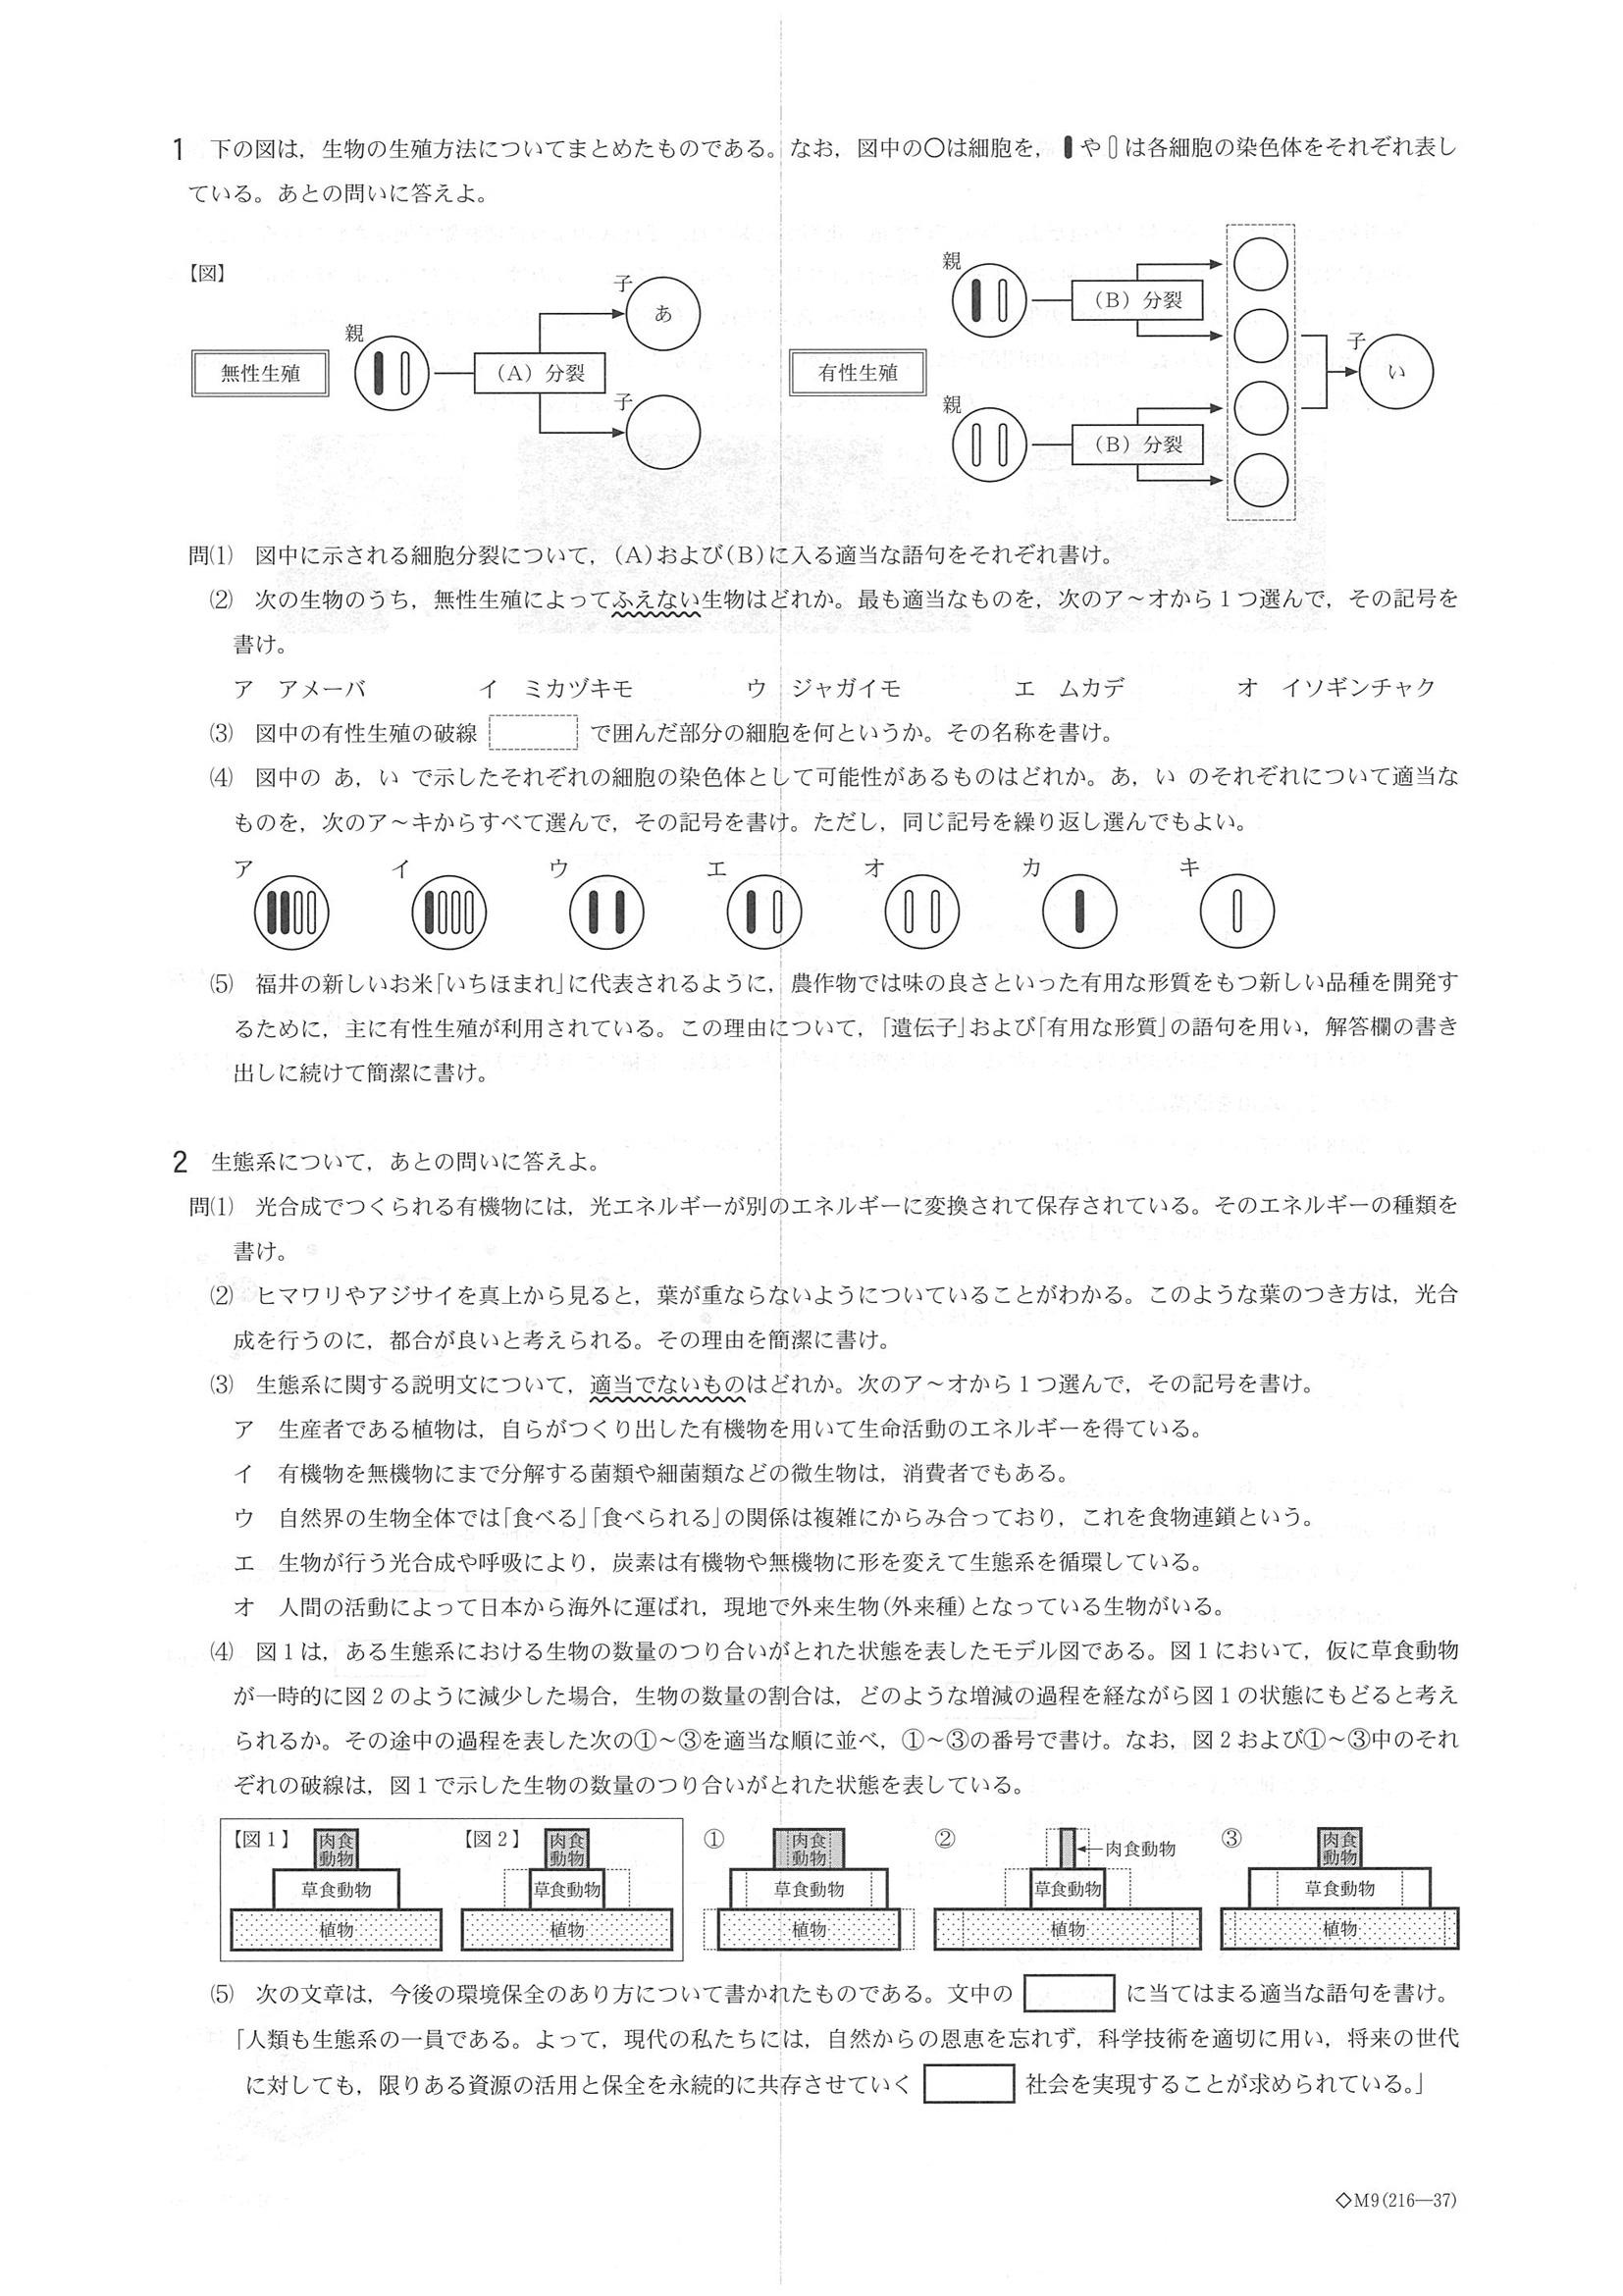 1　下の図は，生物の生殖方法についてまとめたものである。なお，図中の〇は細胞を，や は各細胞の染色体をそれぞれ表し
ている。あとの問いに答えよ。
【図】
無性生殖
親
（A）分裂
子
あ
子
有性生殖
親
（B）分裂
親
（B）分裂
子
い
問⑴　図中に示される細胞分裂について，（A）および（B）に入る適当な語句をそれぞれ書け。
⑵　次の生物のうち，無性生殖によってふえない生物はどれか。最も適当なものを，次のア～オから１つ選んで，その記号を
書け。
ア　アメーバ　イ　ミカヅキモ　ウ　ジャガイモ　エ　ムカデ　オ　イソギンチャク
⑶　図中の有性生殖の破線 で囲んだ部分の細胞を何というか。その名称を書け。
⑷　図中の あ，い で示したそれぞれの細胞の染色体として可能性があるものはどれか。あ，い のそれぞれについて適当な
ものを，次のア～キからすべて選んで，その記号を書け。ただし，同じ記号を繰り返し選んでもよい。
ア　イ　ウ　エ　オ　カ　キ
⑸　福井の新しいお米「いちほまれ」に代表されるように，農作物では味の良さといった有用な形質をもつ新しい品種を開発す
るために，主に有性生殖が利用されている。この理由について，「遺伝子」および「有用な形質」の語句を用い，解答欄の書き
出しに続けて簡潔に書け。
2　生態系について，あとの問いに答えよ。
問⑴　光合成でつくられる有機物には，光エネルギーが別のエネルギーに変換されて保存されている。そのエネルギーの種類を
書け。
⑵　ヒマワリやアジサイを真上から見ると，葉が重ならないようについていることがわかる。このような葉のつき方は，光合
成を行うのに，都合が良いと考えられる。その理由を簡潔に書け。
⑶　生態系に関する説明文について，適当でないものはどれか。次のア～オから１つ選んで，その記号を書け。
ア　生産者である植物は，自らがつくり出した有機物を用いて生命活動のエネルギーを得ている。
イ　有機物を無機物にまで分解する菌類や細菌類などの微生物は，消費者でもある。
ウ　自然界の生物全体では「食べる」「食べられる」の関係は複雑にからみ合っており，これを食物連鎖という。
エ　生物が行う光合成や呼吸により，炭素は有機物や無機物に形を変えて生態系を循環している。
オ　人間の活動によって日本から海外に運ばれ，現地で外来生物（外来種）となっている生物がいる。
⑷　図１は，ある生態系における生物の数量のつり合いがとれた状態を表したモデル図である。図１において，仮に草食動物
が一時的に図２のように減少した場合，生物の数量の割合は，どのような増減の過程を経ながら図１の状態にもどると考え
られるか。その途中の過程を表した次の①～③を適当な順に並べ，①～③の番号で書け。なお，図２および①～③中のそれ
ぞれの破線は，図１で示した生物の数量のつり合いがとれた状態を表している。
【図１】
肉食
動物
草食動物
植物
【図２】
肉食
動物
草食動物
植物
①
肉食
動物
草食動物
植物
②
肉食動物
草食動物
植物
③
肉食
動物
草食動物
植物
⑸　次の文章は，今後の環境保全のあり方について書かれたものである。文中の に当てはまる適当な語句を書け。
「人類も生態系の一員である。よって，現代の私たちには，自然からの恩恵を忘れず，科学技術を適切に用い，将来の世代
に対しても，限りある資源の活用と保全を永続的に共存させていく 社会を実現することが求められている。」
◇M9(216—37)